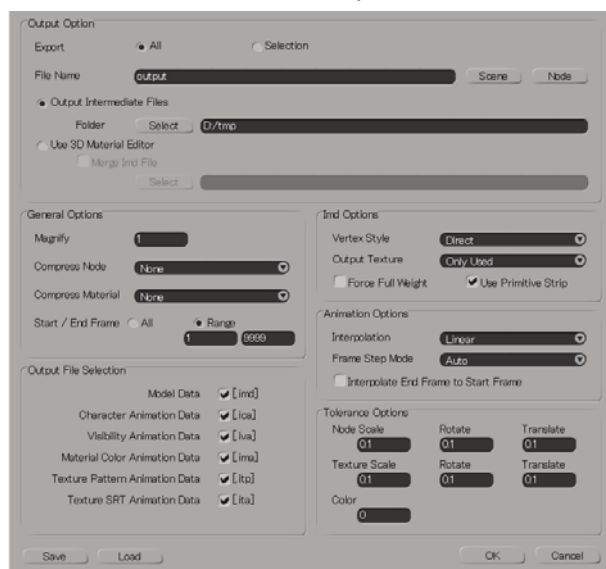 Output Option
Export All Selection
File Name output Scene Node
Output Intermediate Files
Folder Select D:/tmp
Use 3D Material Editor
Merge Imd File
Select
General Options
Magnify 1
Compress Node None
Compress Material None
Start / End Frame All Range
1 9999
Imd Options
Vertex Style Direct
Output Texture Only Used
Force Full Weight Use Primitive Strip
Animation Options
Interpolation Linear
Frame Step Mode Auto
Interpolate End Frame to Start Frame
Output File Selection
Model Data [imd]
Character Animation Data [ica]
Visibility Animation Data [iva]
Material Color Animation Data [ima]
Texture Pattern Animation Data [itp]
Texture SRT Animation Data [ita]
Tolerance Options
Node Scale Rotate Translate
0.1 0.1 0.1
Texture Scale Rotate Translate
0.1 0.1 0.1
Color
0
Save Load OK Cancel